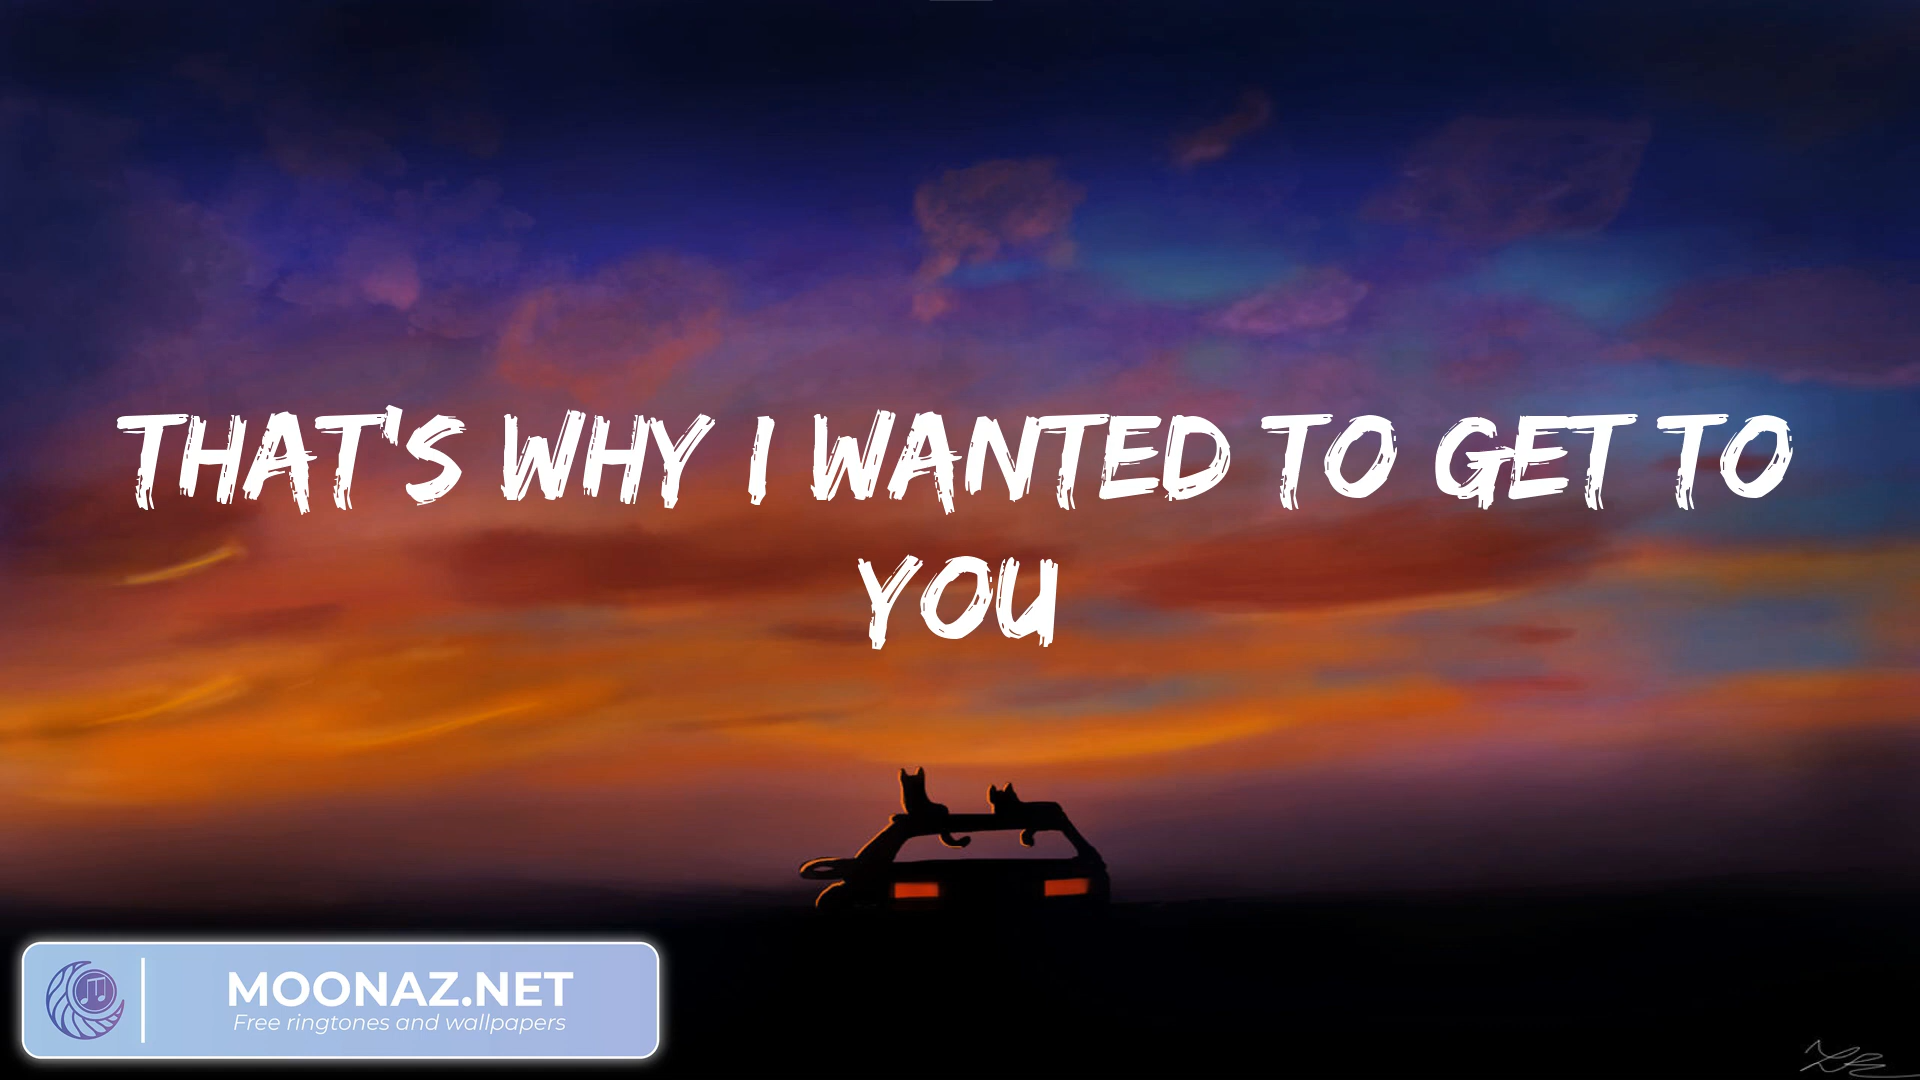 THAT'S WHY I WANTED TO GET TO
YOU
MOONAZ.NET
Free ringtones and wallpapers